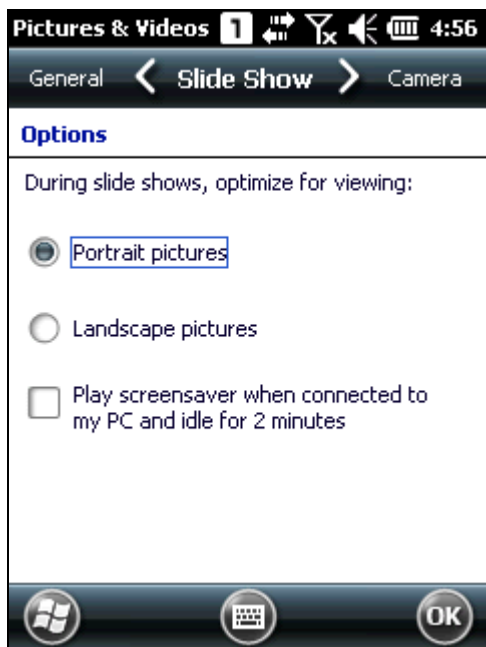 Pictures & Videos 1 4:56
General Slide Show Camera
Options
During slide shows, optimize for viewing:
Portrait pictures
Landscape pictures
Play screensaver when connected to
my PC and idle for 2 minutes
OK